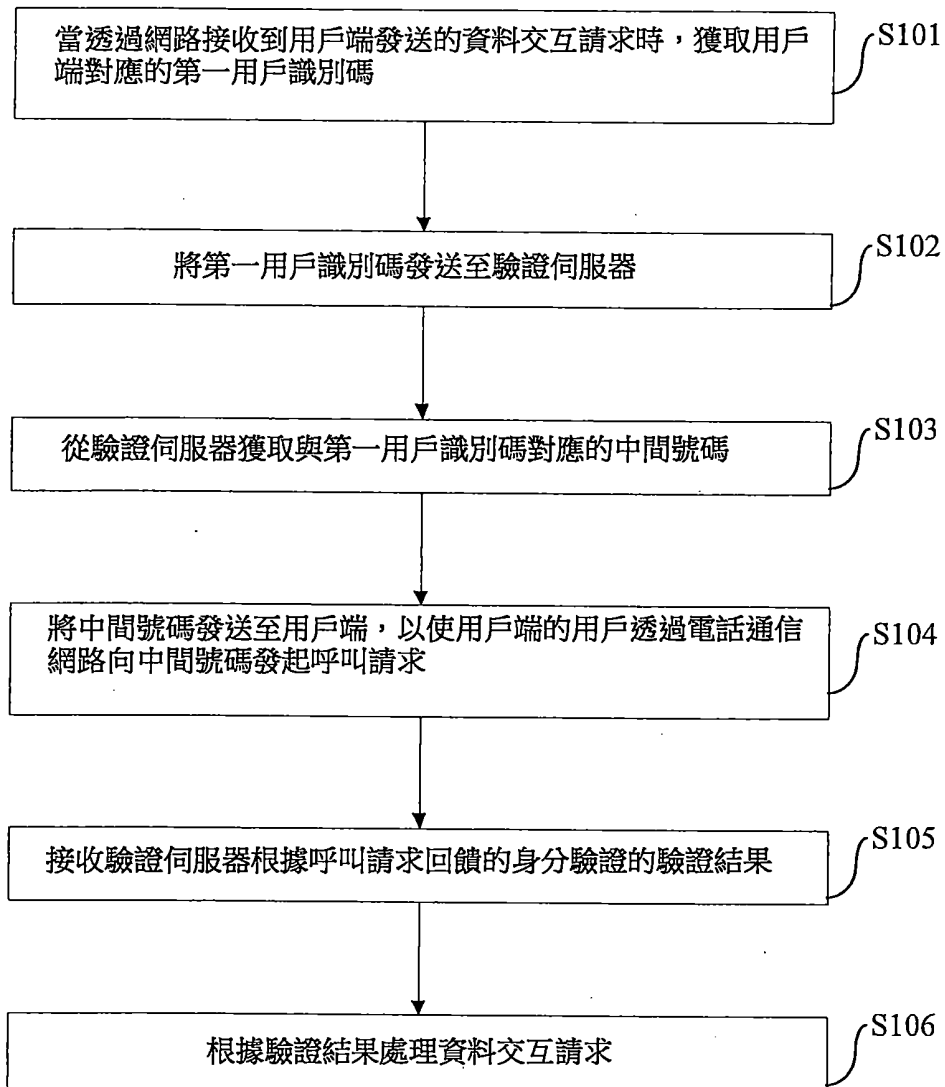 當透過網路接收到用戶端發送的資料交互請求時，獲取用戶
端對應的第一用戶識別碼
S101
將第一用戶識別碼發送至驗證伺服器
S102
從驗證伺服器獲取與第一用戶識別碼對應的中間號碼
S103
將中間號碼發送至用戶端，以使用戶端的用戶透過電話通信
網路向中間號碼發起呼叫請求
S104
接收驗證伺服器根據呼叫請求回饋的身分驗證的驗證結果
S105
根據驗證結果處理資料交互請求
S106